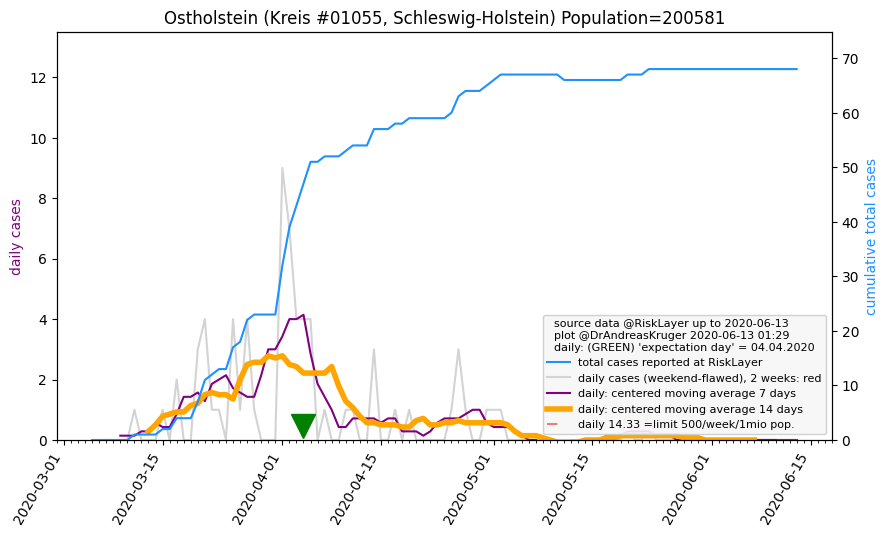 Ostholstein (Kreis #01055, Schleswig-Holstein) Population=200581
daily cases
12
10
8
6
4
2
0
70
60
50
40
30
20
10
0
cumulative total cases
source data @RiskLayer up to 2020-06-13
plot @DrAndreasKruger 2020-06-13 01:29
daily: (GREEN) 'expectation day' = 04.04.2020
total cases reported at RiskLayer
daily cases (weekend-flawed), 2 weeks: red
daily: centered moving average 7 days
daily: centered moving average 14 days
daily 14.33 =limit 500/week/1mio pop.
2020-03-01
2020-03-15
2020-04-01
2020-04-15
2020-05-01
2020-05-15
2020-06-01
2020-06-15